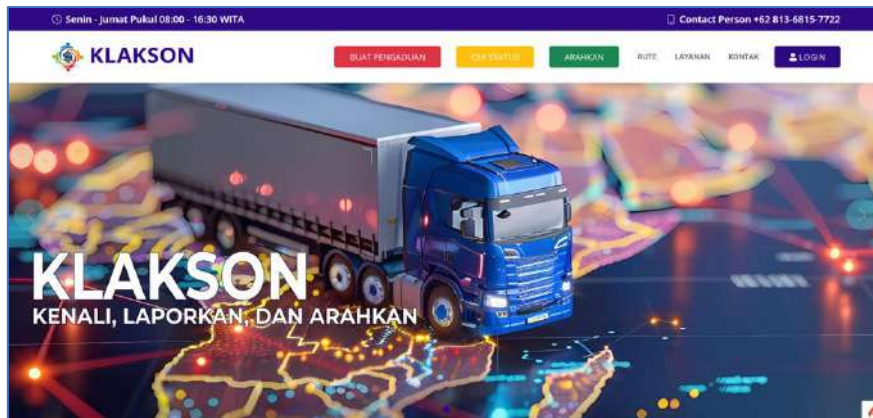 Senin - Jumat Pukul 08:00 - 16:30 WITA
Contact Person +62 813-6815-7722
KLAKSON
BUAT PENGADUAN
CEK STATUS
ARAHKAN
RUTE
LAYANAN
KONTAK
LOGIN
KLAKSON
KENALI, LAPORKAN, DAN ARAHKAN